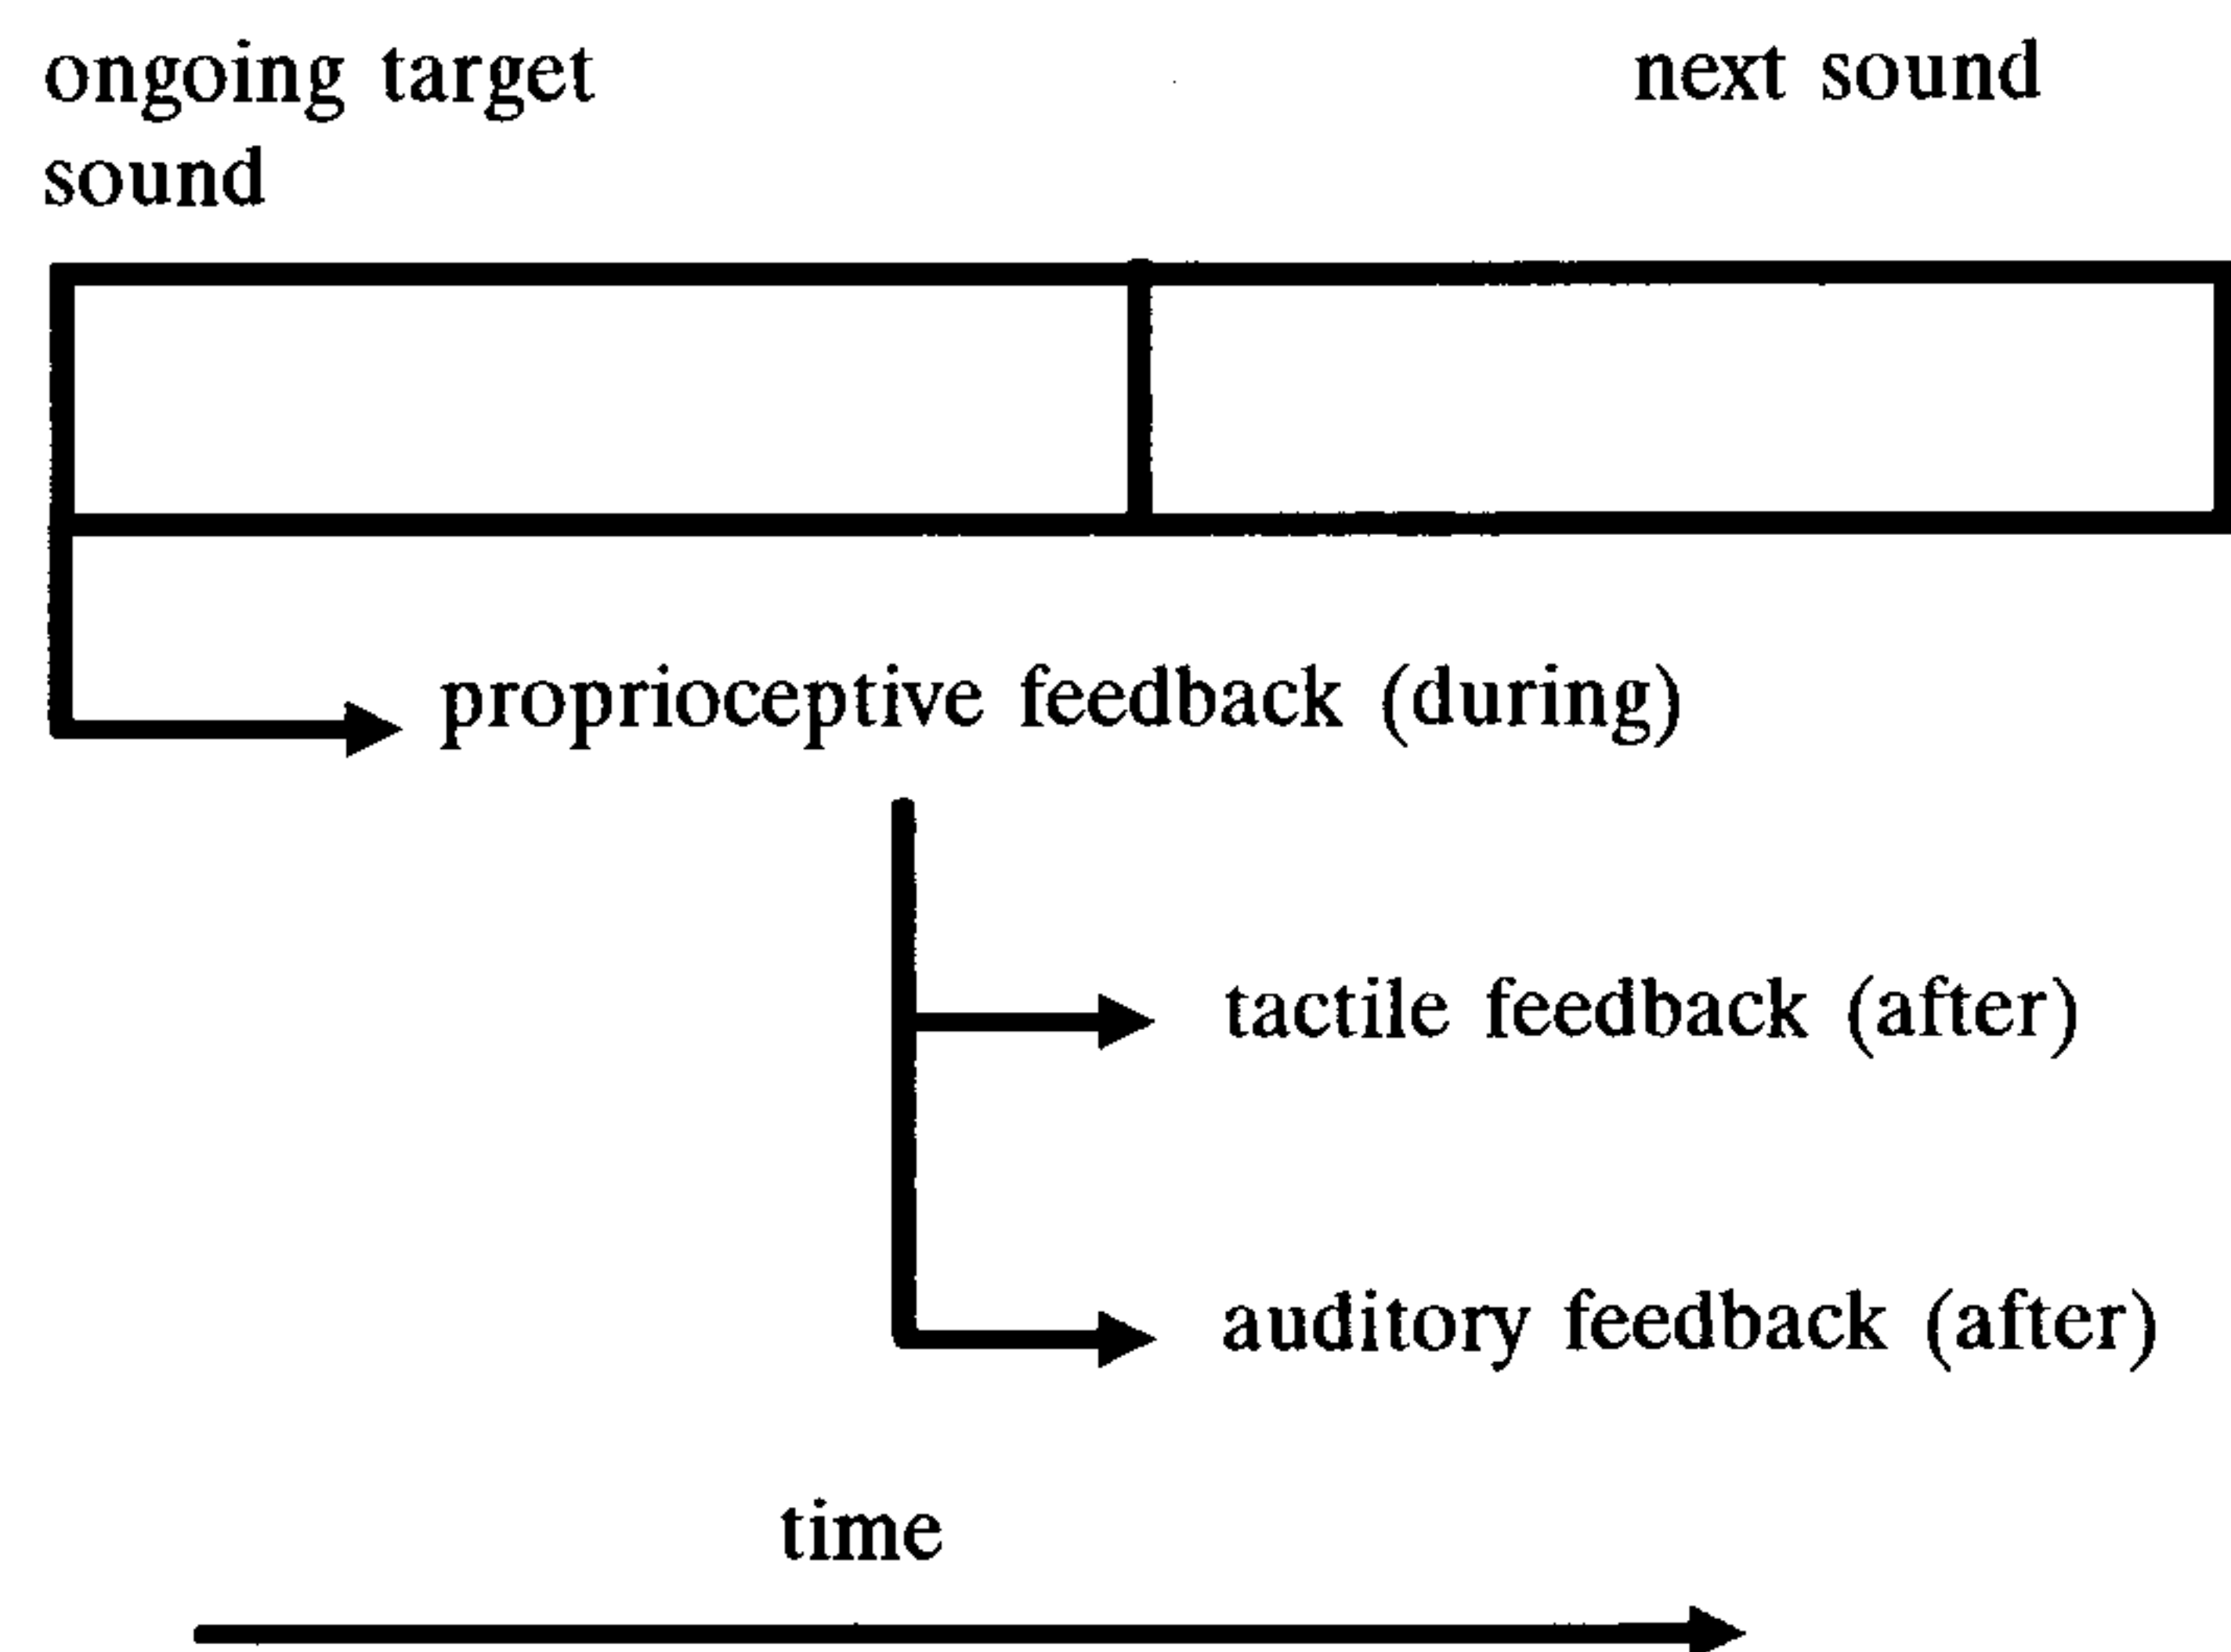 ongoing target
sound
next sound
proprioceptive feedback (during)
tactile feedback (after)
auditory feedback (after)
time